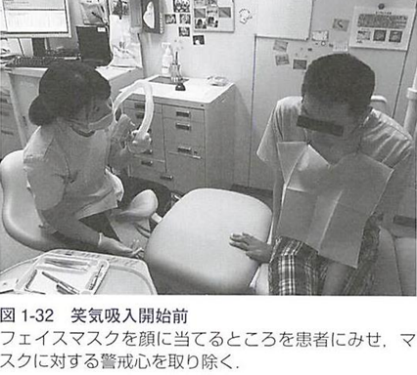 図 1-32　笑気吸入開始前
フェイスマスクを顔に当てるところを患者にみせ，マ
スクに対する警戒心を取り除く．